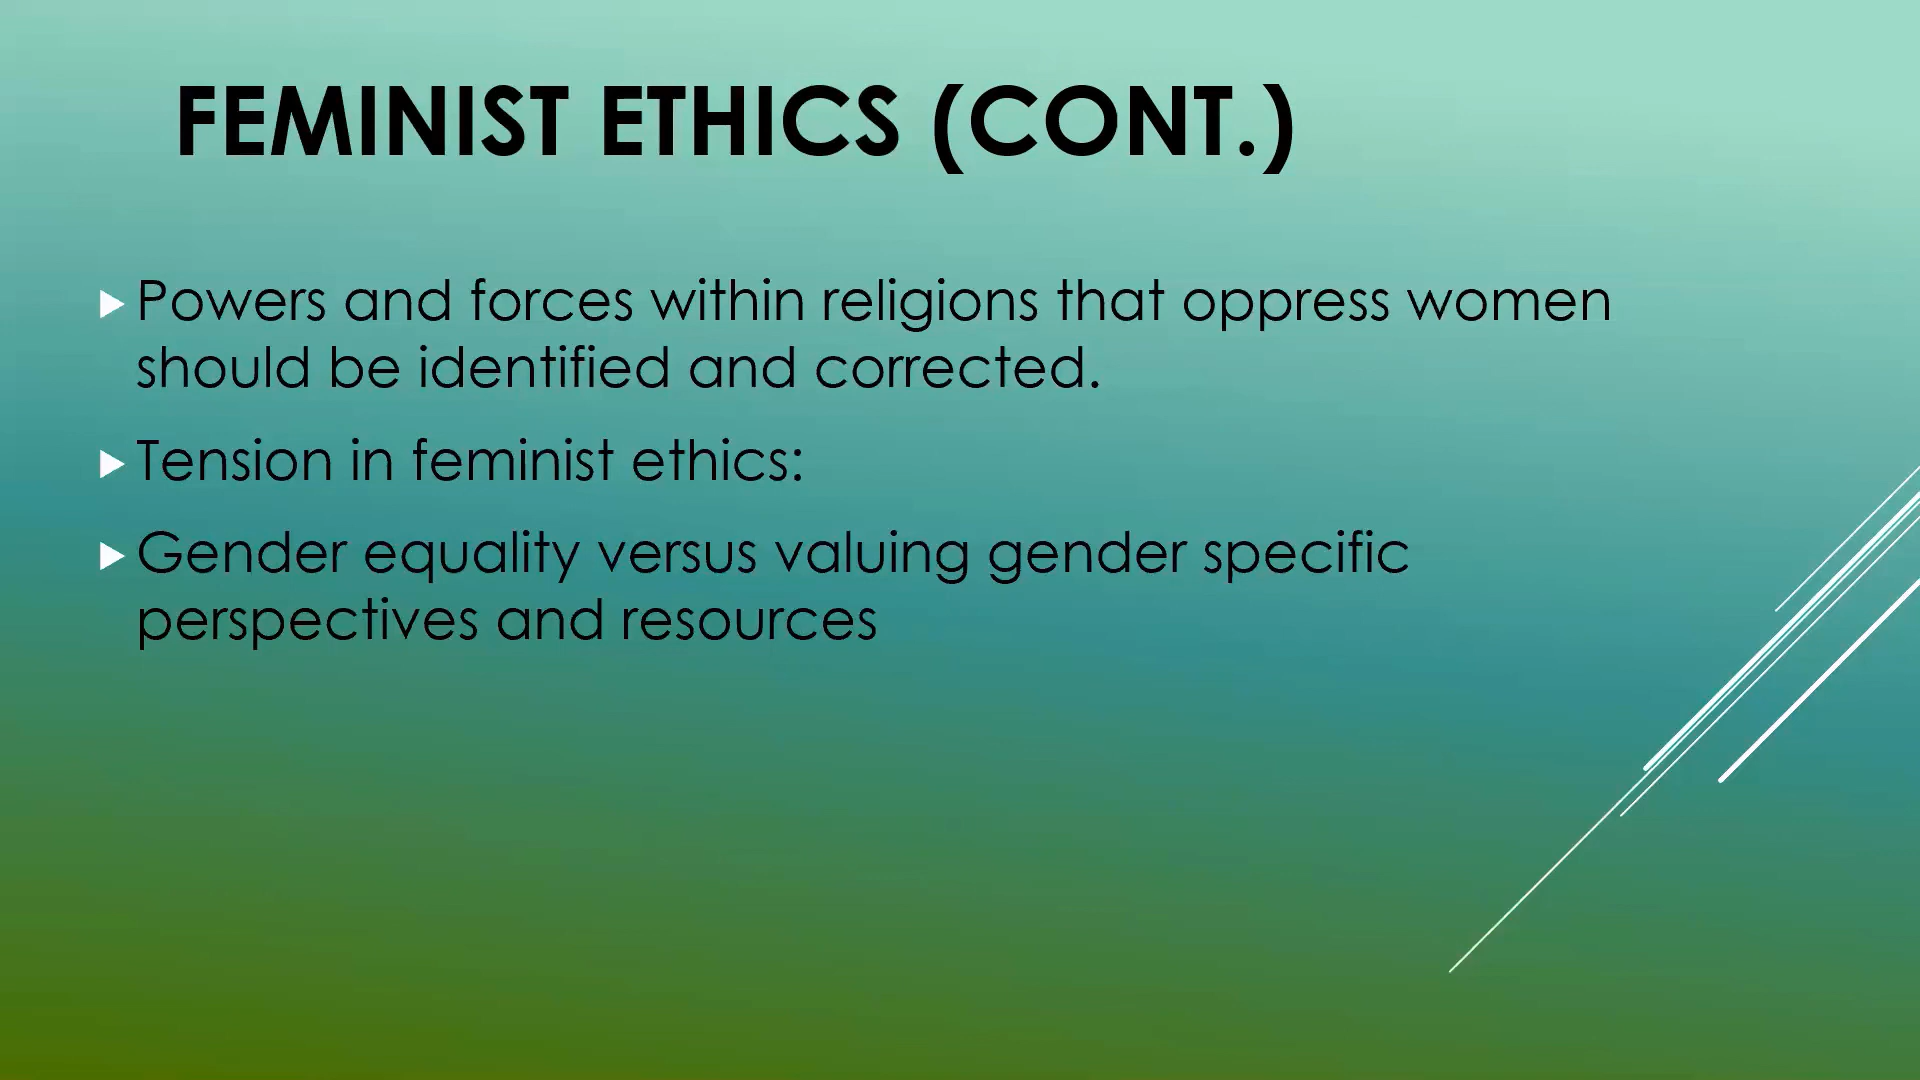 FEMINIST ETHICS (CONT.)
Powers and forces within religions that oppress women
should be identified and corrected.
Tension in feminist ethics:
Gender equality versus valuing gender specific
perspectives and resources